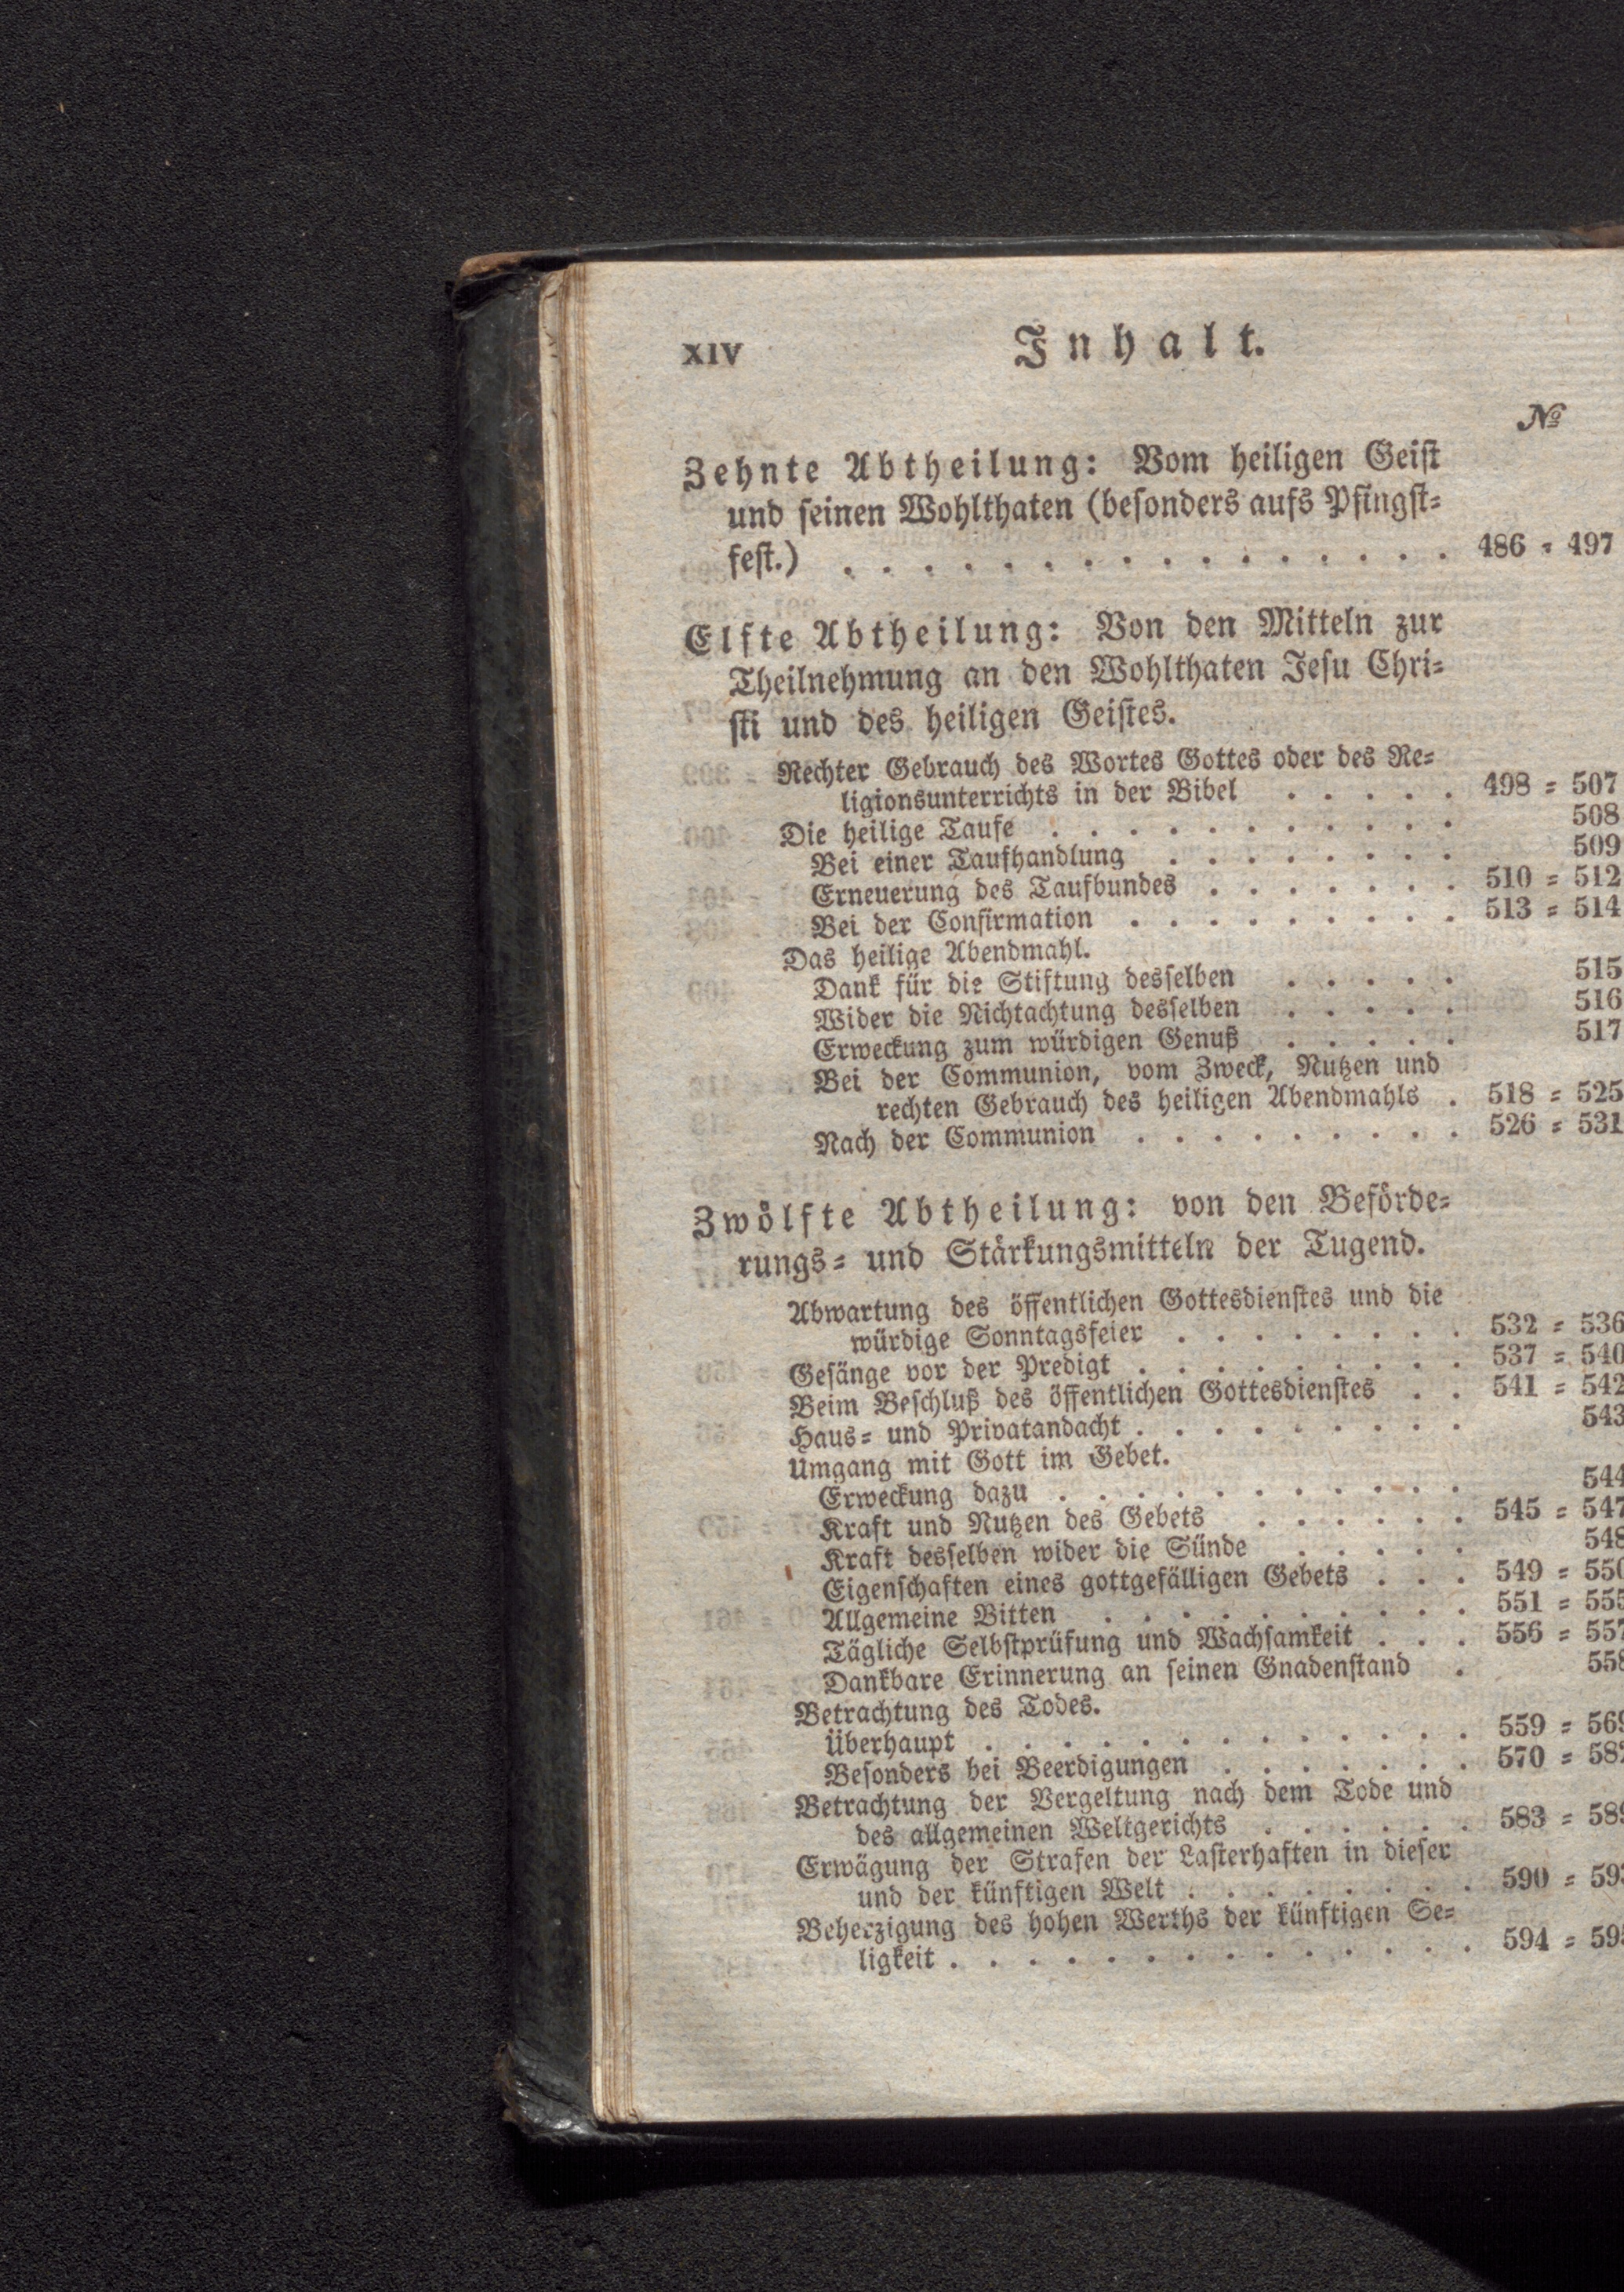 XIV Inhalt.
№
Zehnte Abtheilung: Vom heiligen Geist
und seinen Wohlthaten (besonders aufs Pfingst-
fest.) . . . . . . . . . . . . . . . . 486 - 497
Elfte Abtheilung: Von den Mitteln zur
Theilnehmung an den Wohlthaten Jesu Chri-
sti und des heiligen Geistes.
Rechter Gebrauch des Wortes Gottes oder des Re-
ligionsunterrichts in der Bibel . . . . . 498 - 507
Die heilige Taufe . . . . . . . . . . . 508
Bei einer Taufhandlung . . . . . . . . 509
Erneuerung des Taufbundes . . . . . . . 510 - 512
Bei der Confirmation . . . . . . . . . 513 - 514
Das heilige Abendmahl.
Dank für die Stiftung desselben . . . . . 515
Wider die Nichtachtung desselben . . . . . 516
Erweckung zum würdigen Genuß . . . . . 517
Bei der Communion, vom Zweck, Nutzen und
rechten Gebrauch des heiligen Abendmahls . 518 - 525
Nach der Communion . . . . . . . . . 526 - 531
Zwölfte Abtheilung: von den Beförde-
rungs- und Stärkungsmitteln der Tugend.
Abwartung des öffentlichen Gottesdienstes und die
würdige Sonntagsfeier . . . . . . . . 532 - 536
Gesänge vor der Predigt . . . . . . . . . 537 - 540
Beim Beschluß des öffentlichen Gottesdienstes . . 541 - 542
Haus- und Privatandacht . . . . . . . . . 543
Umgang mit Gott im Gebet.
Erweckung dazu . . . . . . . . . . . 544
Kraft und Nutzen des Gebets . . . . . . 545 - 547
Kraft desselben wider die Sünde . . . . . 548
Eigenschaften eines gottgefälligen Gebets . . . 549 - 550
Allgemeine Bitten . . . . . . . . . . 551 - 555
Tägliche Selbstprüfung und Wachsamkeit . . . 556 - 557
Dankbare Erinnerung an seinen Gnadenstand . 558
Betrachtung des Todes.
Überhaupt . . . . . . . . . . . . . 559 - 569
Besonders bei Beerdigungen . . . . . . . 570 - 582
Betrachtung der Vergeltung nach dem Tode und
des allgemeinen Weltgerichts . . . . . . 583 - 589
Erwägung der Strafen der Lasterhaften in dieser
und der künftigen Welt . . . . . . . . 590 - 593
Beherzigung des hohen Werths der künftigen Se-
ligkeit . . . . . . . . . . . . . . 594 -